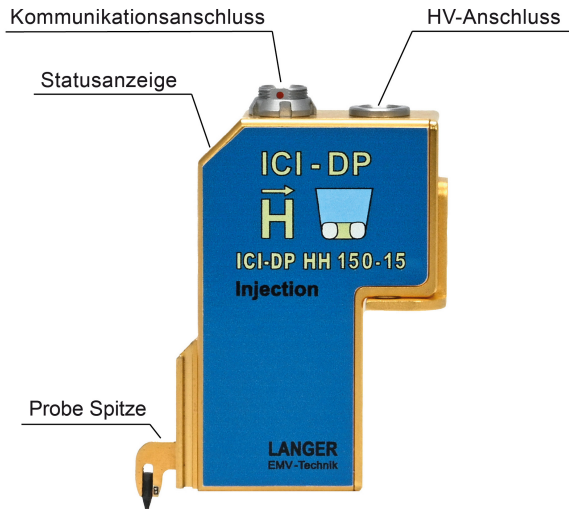 Kommunikationsanschluss
HV-Anschluss
Statusanzeige
ICI-DP
H
ICI-DP HH 150-15
Injection
Probe Spitze
LANGER
EMV-Technik